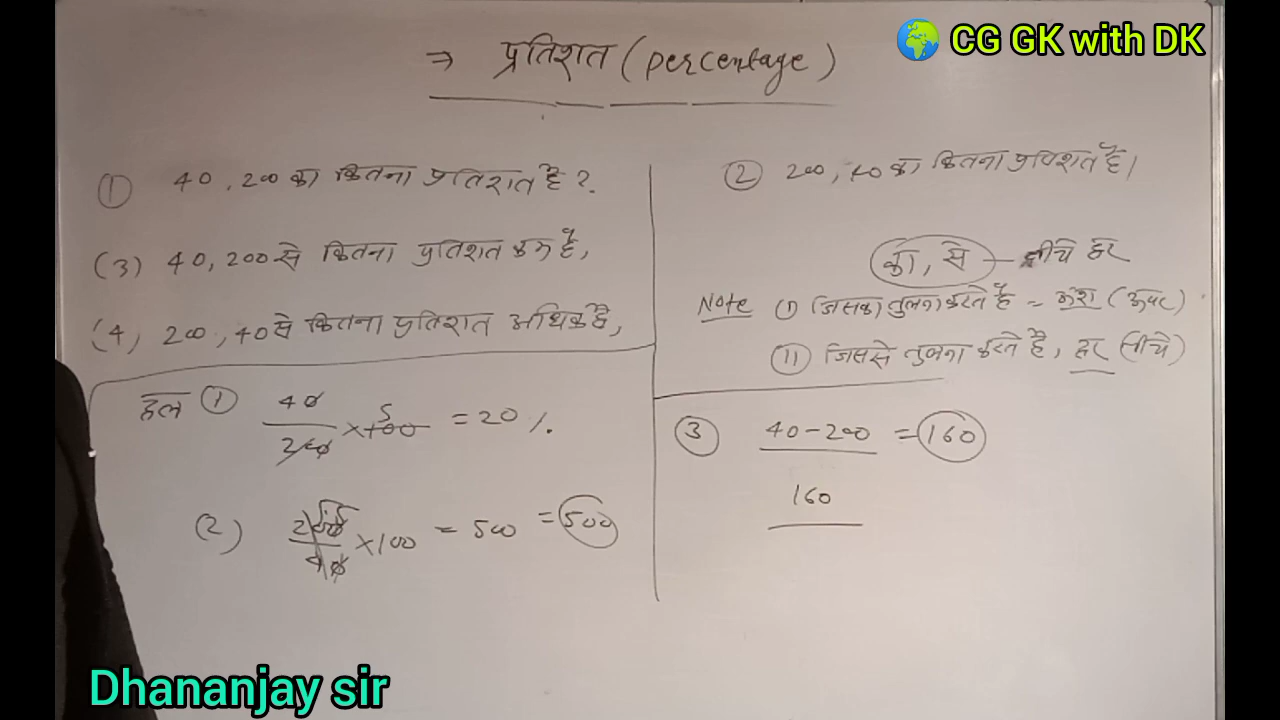 CG GK with DK
⇒ प्रतिशत (percentage)
① 40, 200 का कितना प्रतिशत है ?.
(3) 40, 200 से कितना प्रतिशत कम है,
(4) 200, 40 से कितना प्रतिशत अधिक है,
② 200, 40 का कितना प्रतिशत है।
का, से — नीचे हर
Note (i) जिसका तुलना करते हैं = अंश (ऊपर)
(ii) जिससे तुलना करते हैं, हर (नीचे)
हल ① 40/200 × 100 5 = 20 %.
(2) 200/40 × 100 = 500 = 500
③ 40 - 200 = 160
160
Dhananjay sir